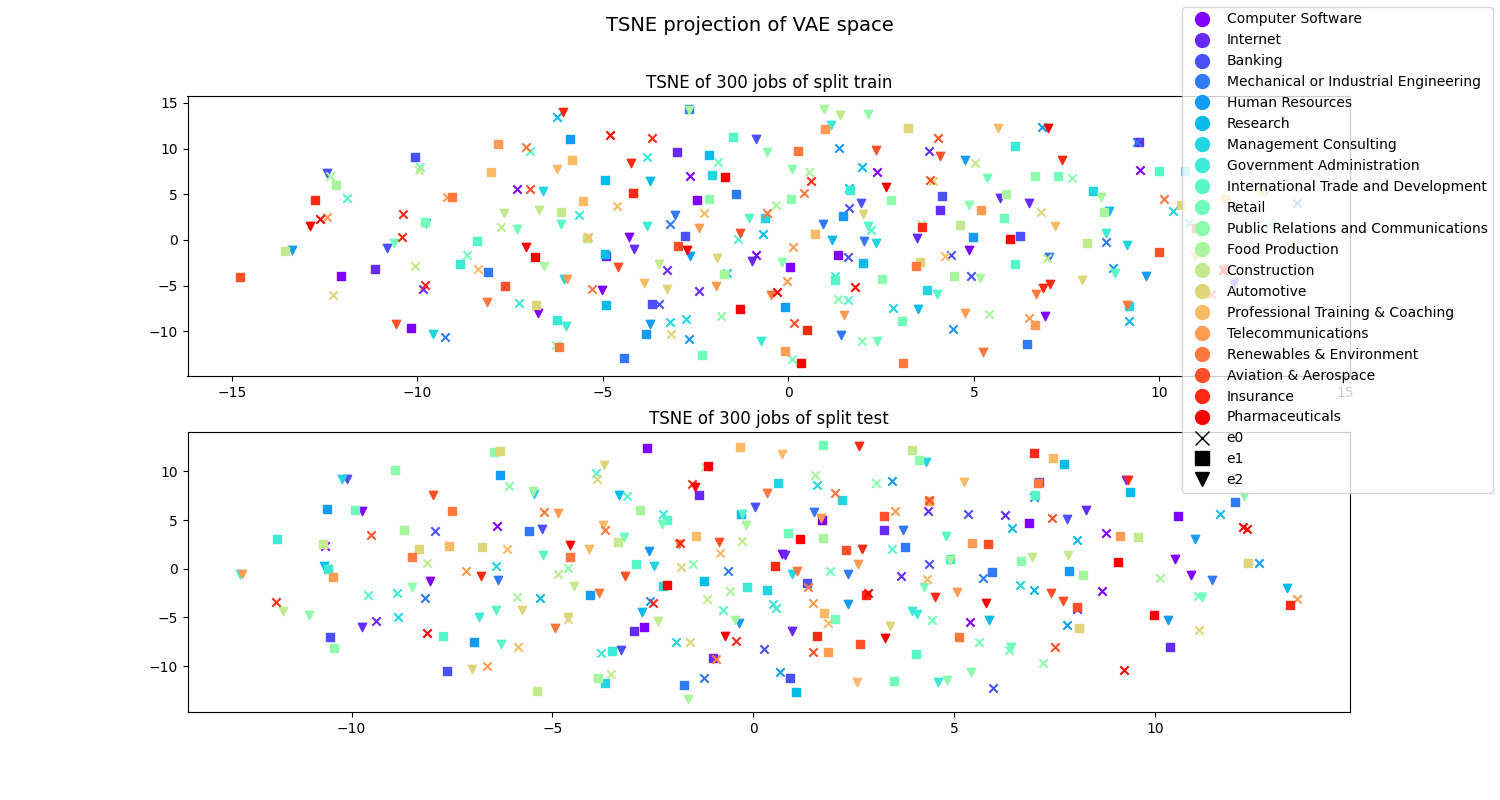 TSNE projection of VAE space
TSNE of 300 jobs of split train
15
10
5
0
−5
−10
−15
−10
−5
0
5
10
15
TSNE of 300 jobs of split test
10
5
0
−5
−10
−10
−5
0
5
10
Computer Software
Internet
Banking
Mechanical or Industrial Engineering
Human Resources
Research
Management Consulting
Government Administration
International Trade and Development
Retail
Public Relations and Communications
Food Production
Construction
Automotive
Professional Training & Coaching
Telecommunications
Renewables & Environment
Aviation & Aerospace
Insurance
Pharmaceuticals
e0
e1
e2